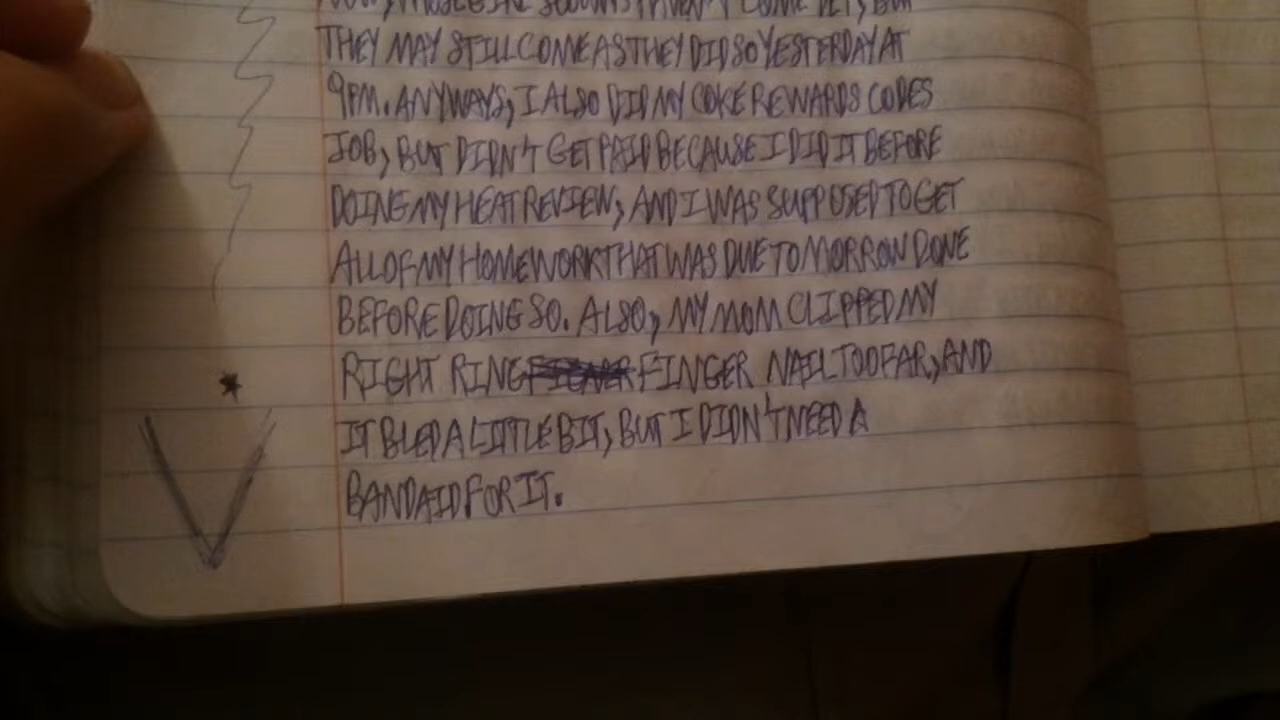 THEY MAY STILL COME AS THEY DID SO YESTERDAY AT
9PM. ANYWAYS, I ALSO DID MY COKE REWARDS CODES
JOB, BUT DIDN'T GET PAID BECAUSE I DID IT BEFORE
DOING MY HEAT REVIEW, AND I WAS SUPPOSED TO GET
ALL OF MY HOMEWORK THAT WAS DUE TOMORROW DONE
BEFORE DOING SO. ALSO, MY MOM CLIPPED MY
RIGHT RING FINGER NAIL TOO FAR, AND
IT BLED A LITTLE BIT, BUT I DIDN'T NEED A
BANDAID FOR IT.